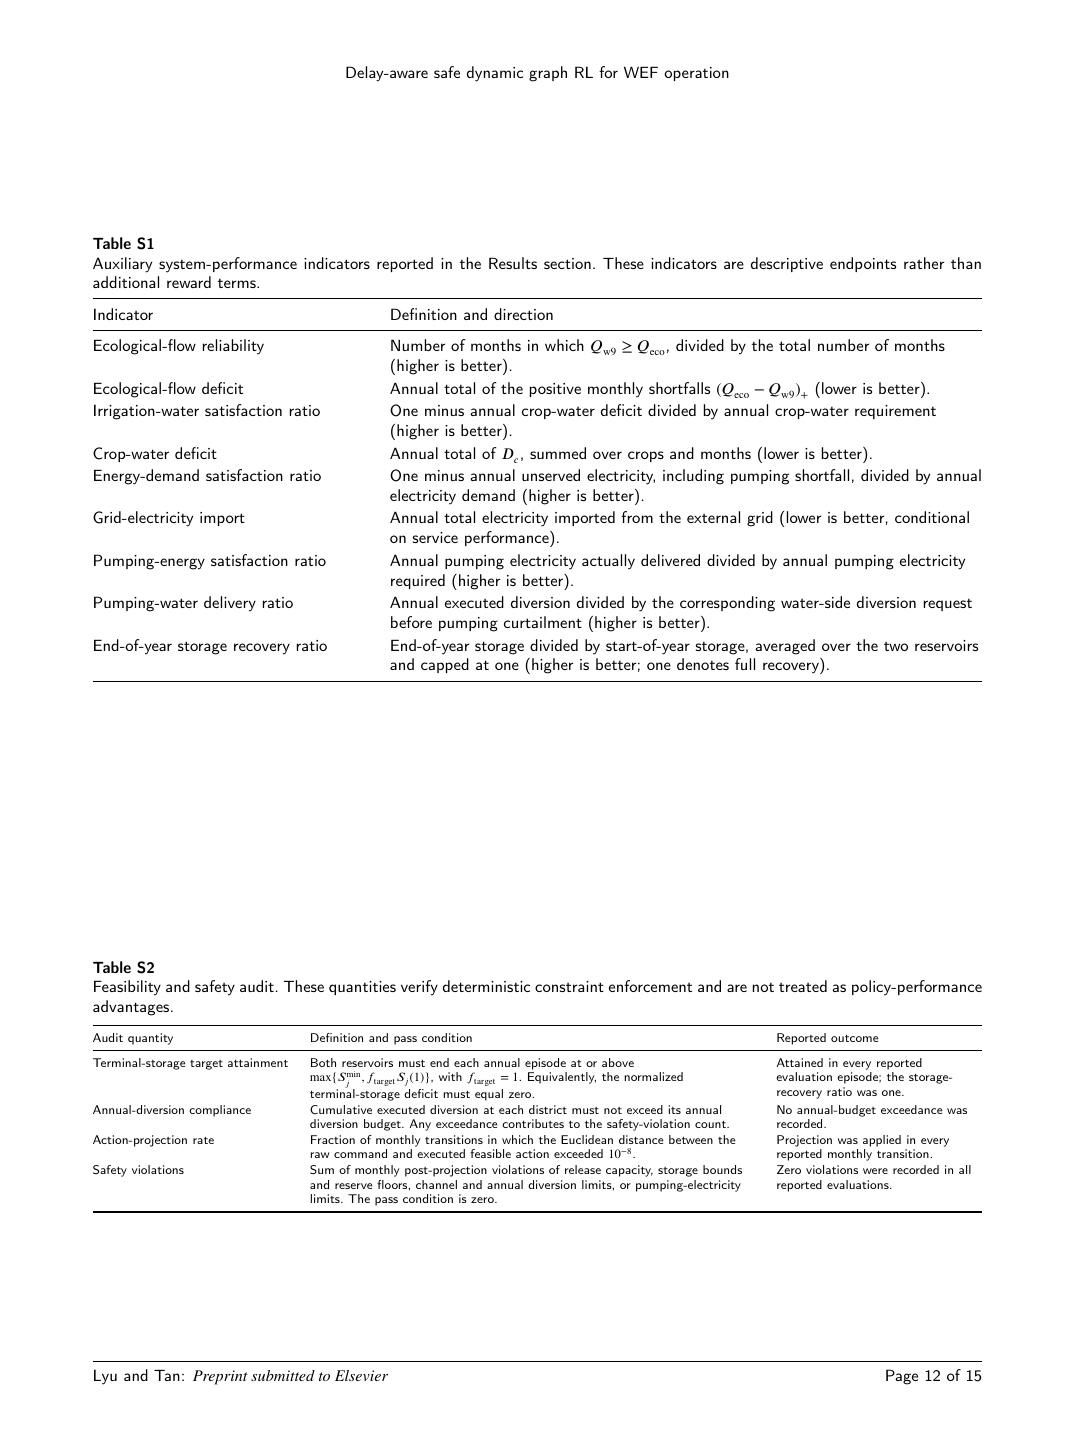 Delay-aware safe dynamic graph RL for WEF operation
Table S1
Auxiliary system-performance indicators reported in the Results section. These indicators are descriptive endpoints rather than
additional reward terms.
Indicator Definition and direction
Ecological-flow reliability Number of months in which Q_w9 ≥ Q_eco, divided by the total number of months
(higher is better).
Ecological-flow deficit Annual total of the positive monthly shortfalls (Q_eco − Q_w9)_+ (lower is better).
Irrigation-water satisfaction ratio One minus annual crop-water deficit divided by annual crop-water requirement
(higher is better).
Crop-water deficit Annual total of D_c, summed over crops and months (lower is better).
Energy-demand satisfaction ratio One minus annual unserved electricity, including pumping shortfall, divided by annual
electricity demand (higher is better).
Grid-electricity import Annual total electricity imported from the external grid (lower is better, conditional
on service performance).
Pumping-energy satisfaction ratio Annual pumping electricity actually delivered divided by annual pumping electricity
required (higher is better).
Pumping-water delivery ratio Annual executed diversion divided by the corresponding water-side diversion request
before pumping curtailment (higher is better).
End-of-year storage recovery ratio End-of-year storage divided by start-of-year storage, averaged over the two reservoirs
and capped at one (higher is better; one denotes full recovery).
Table S2
Feasibility and safety audit. These quantities verify deterministic constraint enforcement and are not treated as policy-performance
advantages.
Audit quantity Definition and pass condition Reported outcome
Terminal-storage target attainment Both reservoirs must end each annual episode at or above Attained in every reported
max{S_j^min, f_target S_j(1)}, with f_target = 1. Equivalently, the normalized evaluation episode; the storage-
terminal-storage deficit must equal zero. recovery ratio was one.
Annual-diversion compliance Cumulative executed diversion at each district must not exceed its annual No annual-budget exceedance was
diversion budget. Any exceedance contributes to the safety-violation count. recorded.
Action-projection rate Fraction of monthly transitions in which the Euclidean distance between the Projection was applied in every
raw command and executed feasible action exceeded 10⁻⁸. reported monthly transition.
Safety violations Sum of monthly post-projection violations of release capacity, storage bounds Zero violations were recorded in all
and reserve floors, channel and annual diversion limits, or pumping-electricity reported evaluations.
limits. The pass condition is zero.
Lyu and Tan: Preprint submitted to Elsevier Page 12 of 15